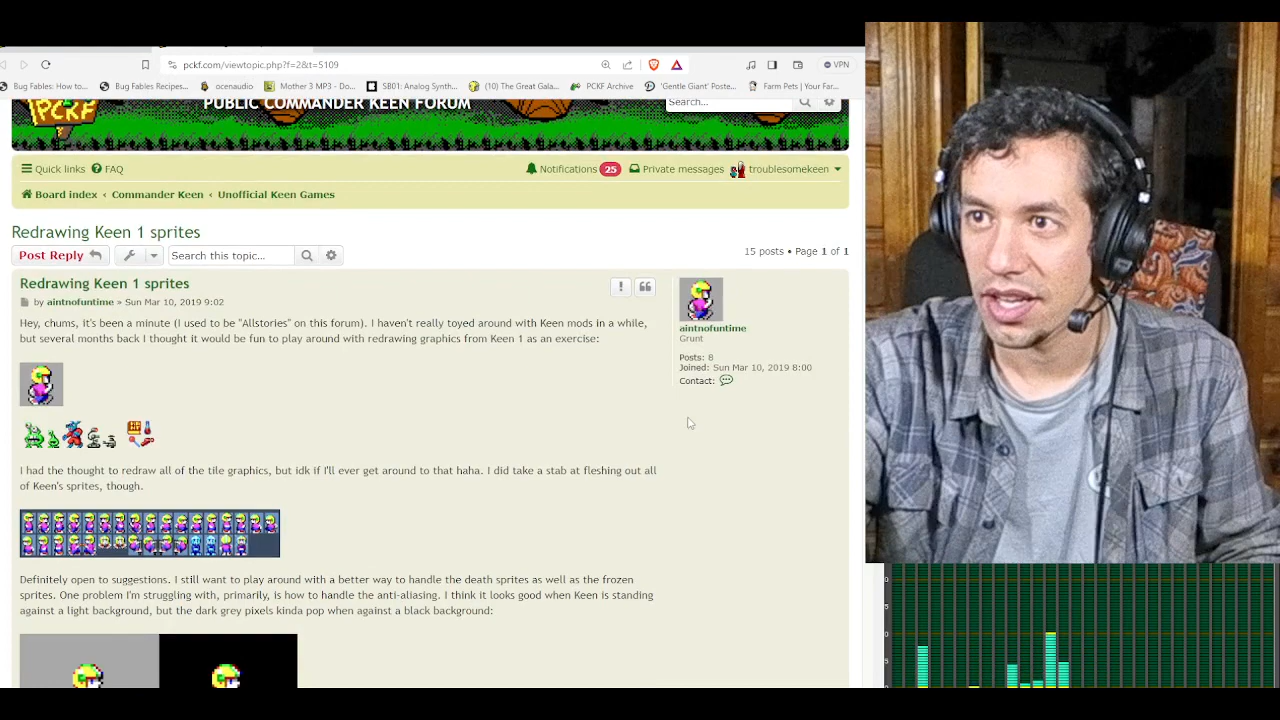 pckf.com/viewtopic.php?f=2&t=5109
VPN
Bug Fables: How to...
Bug Fables Recipes...
ocenaudio
Mother 3 MP3 - Do...
SB01: Analog Synth...
(10) The Great Gala...
PCKF Archive
'Gentle Giant' Poste...
Farm Pets | Your Far...
PCKF
PUBLIC COMMANDER KEEN FORUM
Search...
Quick links
FAQ
Notifications 25
Private messages
troublesomekeen
Board index ‹ Commander Keen ‹ Unofficial Keen Games
Redrawing Keen 1 sprites
Post Reply
Search this topic...
15 posts • Page 1 of 1
Redrawing Keen 1 sprites
by aintnofuntime » Sun Mar 10, 2019 9:02
Hey, chums, it's been a minute (I used to be "Allstories" on this forum). I haven't really toyed around with Keen mods in a while,
but several months back I thought it would be fun to play around with redrawing graphics from Keen 1 as an exercise:
aintnofuntime
Grunt
Posts: 8
Joined: Sun Mar 10, 2019 8:00
Contact:
I had the thought to redraw all of the tile graphics, but idk if I'll ever get around to that haha. I did take a stab at fleshing out all
of Keen's sprites, though.
Definitely open to suggestions. I still want to play around with a better way to handle the death sprites as well as the frozen
sprites. One problem I'm struggling with, primarily, is how to handle the anti-aliasing. I think it looks good when Keen is standing
against a light background, but the dark grey pixels kinda pop when against a black background: